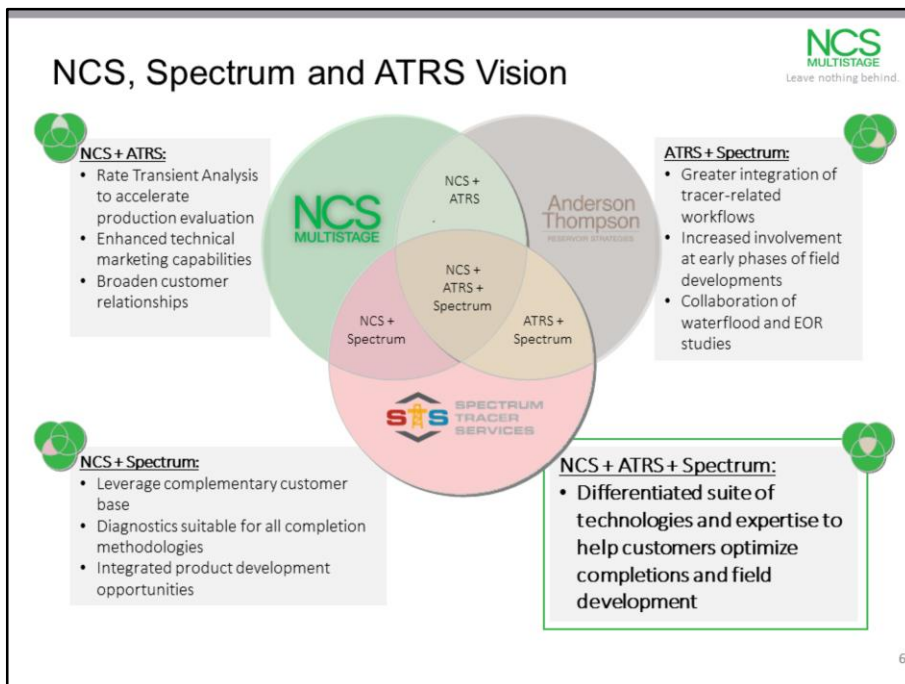 NCS, Spectrum and ATRS Vision
NCS
MULTISTAGE
Leave nothing behind.
NCS + ATRS:
• Rate Transient Analysis
to accelerate
production evaluation
• Enhanced technical
marketing capabilities
• Broaden customer
relationships
NCS
MULTISTAGE
NCS +
ATRS
Anderson
Thompson
RESERVOIR STRATEGIES
NCS +
ATRS +
Spectrum
NCS +
Spectrum
ATRS +
Spectrum
STS
SPECTRUM
TRACER
SERVICES
ATRS + Spectrum:
• Greater integration of
tracer-related
workflows
• Increased involvement
at early phases of field
developments
• Collaboration of
waterflood and EOR
studies
NCS + Spectrum:
• Leverage complementary customer
base
• Diagnostics suitable for all completion
methodologies
• Integrated product development
opportunities
NCS + ATRS + Spectrum:
• Differentiated suite of
technologies and expertise to
help customers optimize
completions and field
development
6